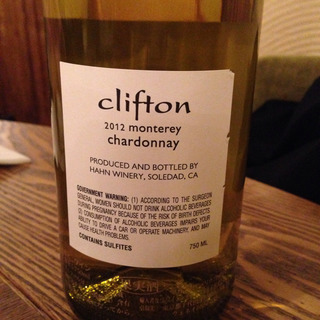 clifton
2012 monterey
chardonnay
PRODUCED AND BOTTLED BY
HAHN WINERY, SOLEDAD, CA
GOVERNMENT WARNING: (1) ACCORDING TO THE SURGEON
GENERAL, WOMEN SHOULD NOT DRINK ALCOHOLIC BEVERAGES
DURING PREGNANCY BECAUSE OF THE RISK OF BIRTH DEFECTS.
(2) CONSUMPTION OF ALCOHOLIC BEVERAGES IMPAIRS YOUR
ABILITY TO DRIVE A CAR OR OPERATE MACHINERY, AND MAY
CAUSE HEALTH PROBLEMS.
CONTAINS SULFITES
750 ML